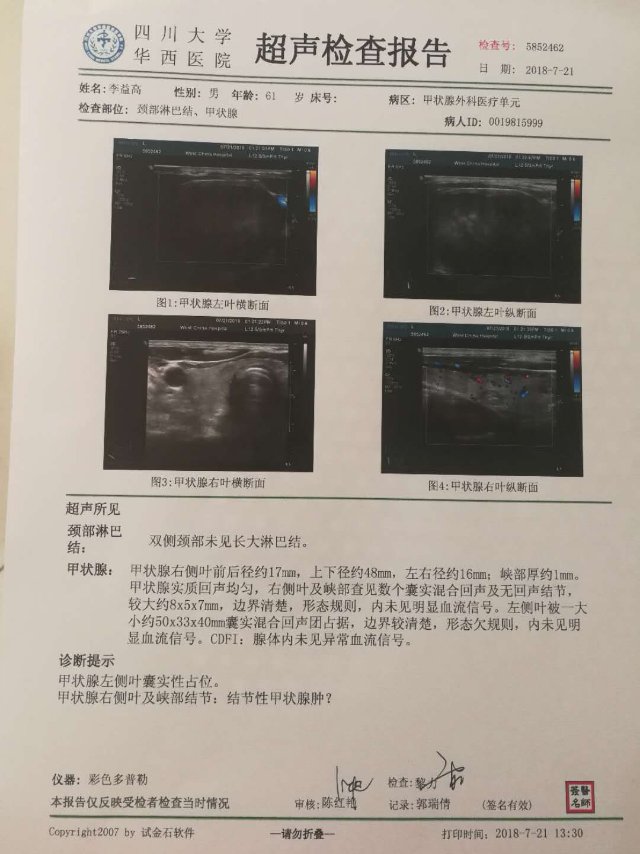 四川大学
华西医院
超声检查报告
检查号: 5852462
日 期: 2018-7-21
姓名:李益高 性别: 男 年龄: 61 岁 床号: 病区: 甲状腺外科医疗单元
检查部位: 颈部淋巴结、甲状腺 病人ID: 0019815999
5852462 West China Hospital
图1:甲状腺左叶横断面
图2:甲状腺左叶纵断面
5852462 West China Hospital
图3:甲状腺右叶横断面
图4:甲状腺右叶纵断面
超声所见
颈部淋巴结: 双侧颈部未见长大淋巴结。
甲状腺: 甲状腺右侧叶前后径约17mm, 上下径约48mm, 左右径约16mm; 峡部厚约1mm。
甲状腺实质回声均匀, 右侧叶及峡部查见数个囊实混合回声及无回声结节,
较大约8x5x7mm, 边界清楚, 形态规则, 内未见明显血流信号。左侧叶被一大
小约50x33x40mm囊实混合回声团占据, 边界较清楚, 形态欠规则, 内未见明
显血流信号。CDFI: 腺体内未见异常血流信号。
诊断提示
甲状腺左侧叶囊实性占位。
甲状腺右侧叶及峡部结节: 结节性甲状腺肿?
仪器: 彩色多普勒 检查:黎力
本报告仅反映受检者检查当时情况 审核:陈红艳 记录:郭瑞倩 (签名有效)
Copyright2007 by 试金石软件 —请勿折叠— 打印时间: 2018-7-21 13:30